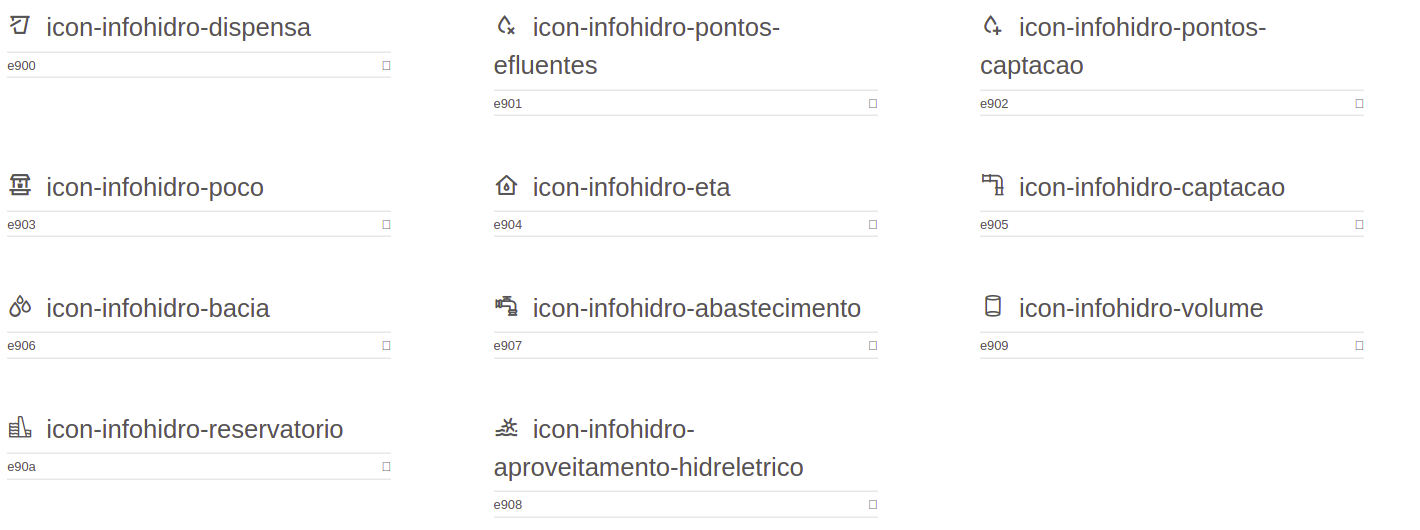 icon-infohidro-dispensa
e900
icon-infohidro-pontos-
efluentes
e901
icon-infohidro-pontos-
captacao
e902
icon-infohidro-poco
e903
icon-infohidro-eta
e904
icon-infohidro-captacao
e905
icon-infohidro-bacia
e906
icon-infohidro-abastecimento
e907
icon-infohidro-volume
e909
icon-infohidro-reservatorio
e90a
icon-infohidro-
aproveitamento-hidreletrico
e908